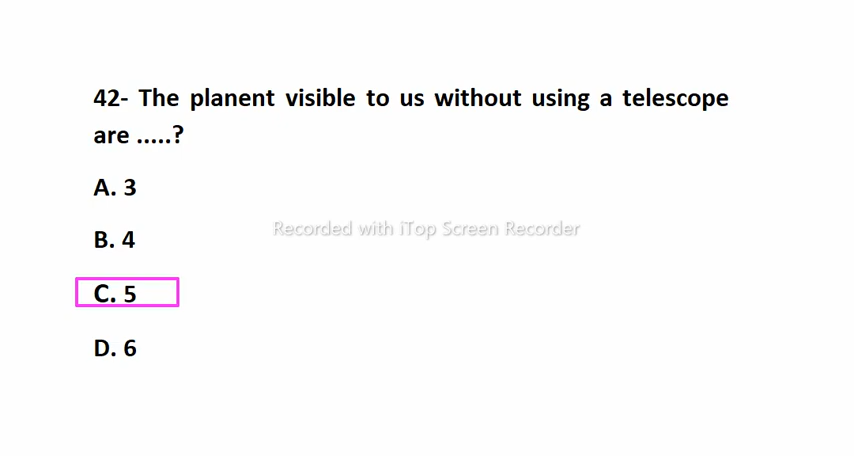 42- The planent visible to us without using a telescope
are .....?
A. 3
Recorded with iTop Screen Recorder
B. 4
C. 5
D. 6